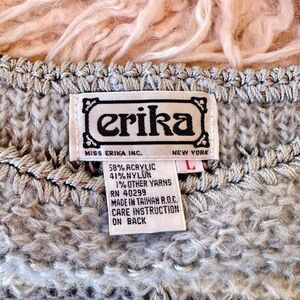 erika
MISS ERIKA INC. NEW YORK
L
58% ACRYLIC
41% NYLON
1% OTHER YARNS
RN 40299
MADE IN TAIWAN R.O.C.
CARE INSTRUCTION
ON BACK